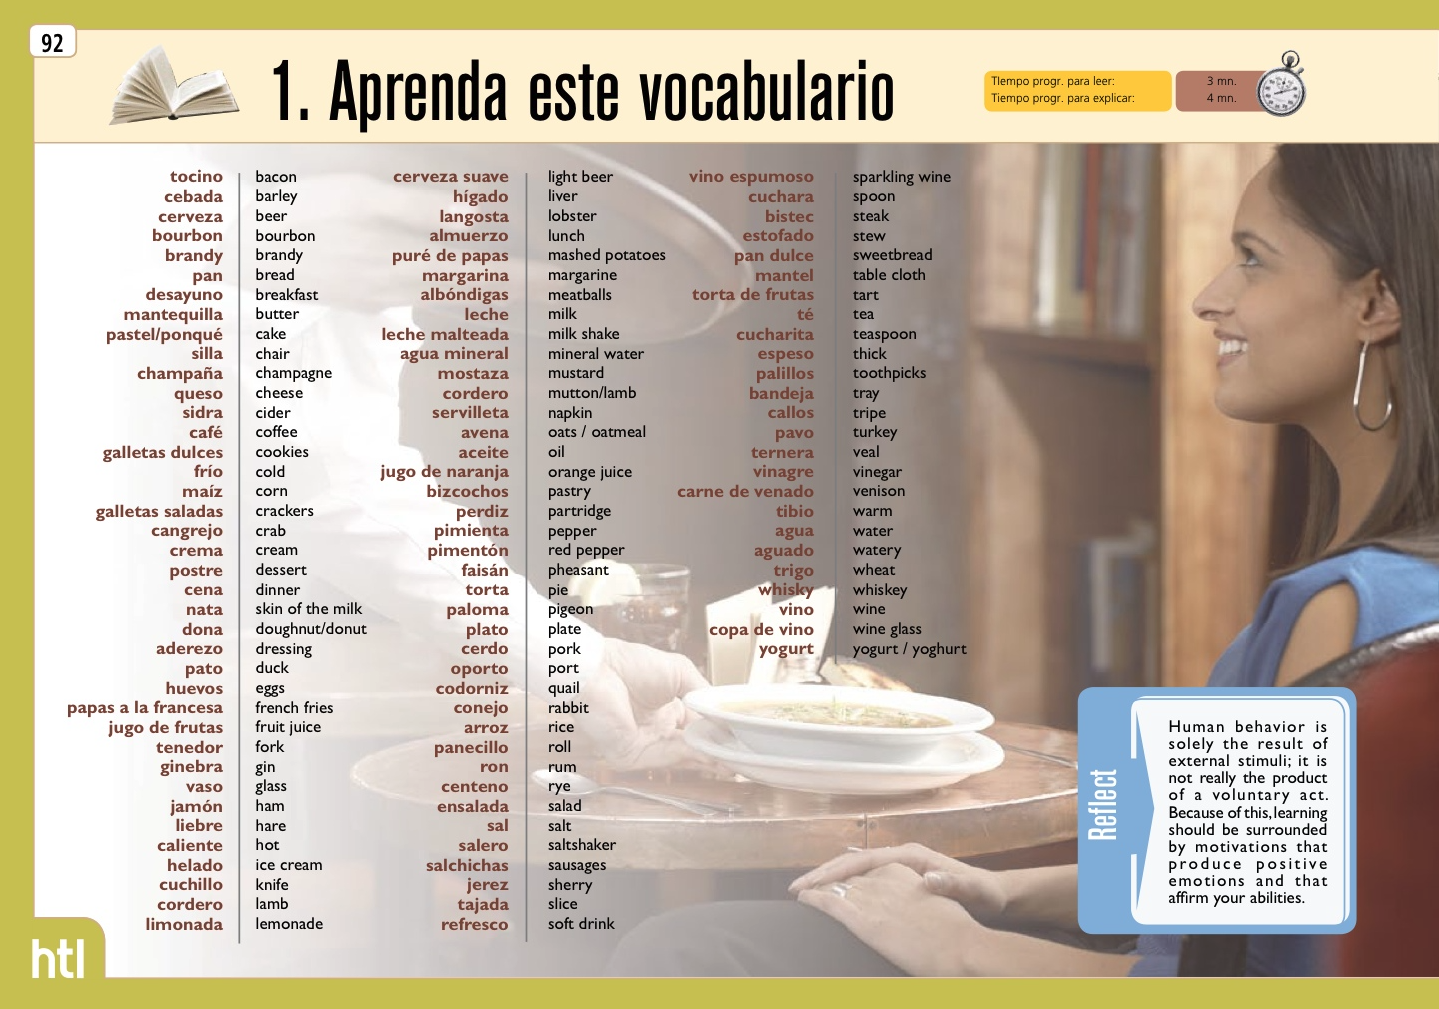 92
1. Aprenda este vocabulario
TIempo progr. para leer: 3 mn.
Tiempo progr. para explicar: 4 mn.
tocino bacon
cebada barley
cerveza beer
bourbon bourbon
brandy brandy
pan bread
desayuno breakfast
mantequilla butter
pastel/ponqué cake
silla chair
champaña champagne
queso cheese
sidra cider
café coffee
galletas dulces cookies
frío cold
maíz corn
galletas saladas crackers
cangrejo crab
crema cream
postre dessert
cena dinner
nata skin of the milk
dona doughnut/donut
aderezo dressing
pato duck
huevos eggs
papas a la francesa french fries
jugo de frutas fruit juice
tenedor fork
ginebra gin
vaso glass
jamón ham
liebre hare
caliente hot
helado ice cream
cuchillo knife
cordero lamb
limonada lemonade
cerveza suave light beer
hígado liver
langosta lobster
almuerzo lunch
puré de papas mashed potatoes
margarina margarine
albóndigas meatballs
leche milk
leche malteada milk shake
agua mineral mineral water
mostaza mustard
cordero mutton/lamb
servilleta napkin
avena oats / oatmeal
aceite oil
jugo de naranja orange juice
bizcochos pastry
perdiz partridge
pimienta pepper
pimentón red pepper
faisán pheasant
torta pie
paloma pigeon
plato plate
cerdo pork
oporto port
codorniz quail
conejo rabbit
arroz rice
panecillo roll
ron rum
centeno rye
ensalada salad
sal salt
salero saltshaker
salchichas sausages
jerez sherry
tajada slice
refresco soft drink
vino espumoso sparkling wine
cuchara spoon
bistec steak
estofado stew
pan dulce sweetbread
mantel table cloth
torta de frutas tart
té tea
cucharita teaspoon
espeso thick
palillos toothpicks
bandeja tray
callos tripe
pavo turkey
ternera veal
vinagre vinegar
carne de venado venison
tibio warm
agua water
aguado watery
trigo wheat
whisky whiskey
vino wine
copa de vino wine glass
yogurt yogurt / yoghurt
Reflect
Human behavior is
solely the result of
external stimuli; it is
not really the product
of a voluntary act.
Because of this, learning
should be surrounded
by motivations that
produce positive
emotions and that
affirm your abilities.
htl